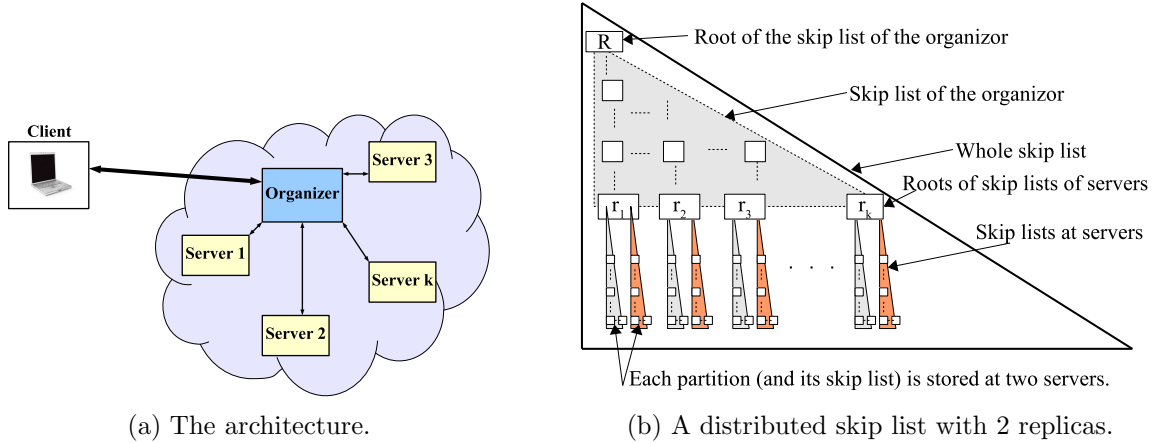 Client
Organizer
Server 3
Server 1
Server k
Server 2
(a) The architecture.
R
Root of the skip list of the organizor
Skip list of the organizor
Whole skip list
Roots of skip lists of servers
r1
r2
r3
rk
Skip lists at servers
. . .
Each partition (and its skip list) is stored at two servers.
(b) A distributed skip list with 2 replicas.